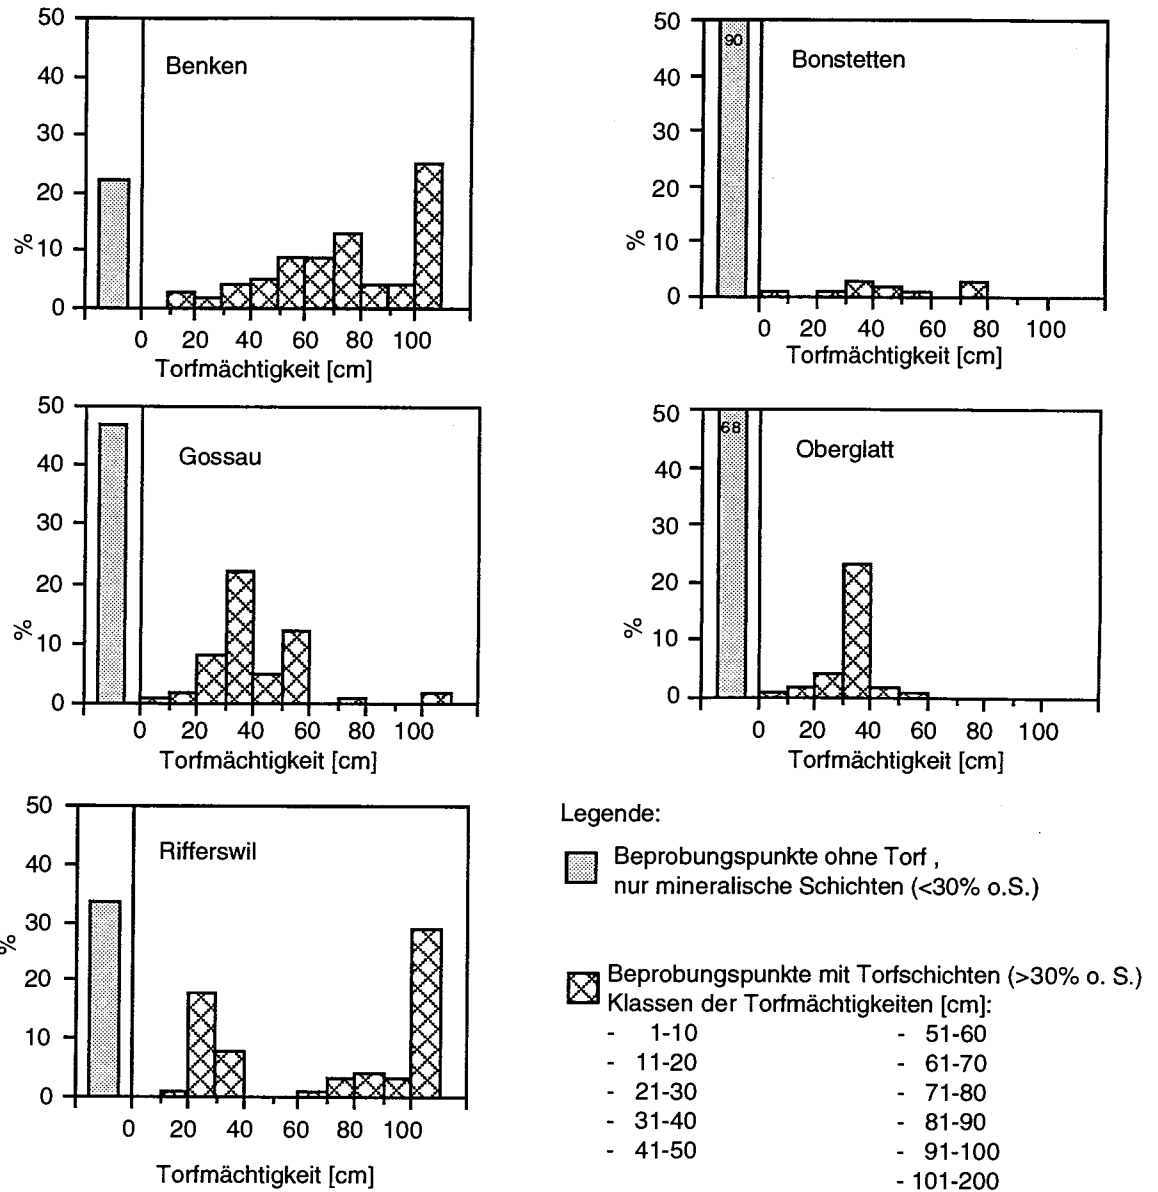 Benken
50
40
30
20
10
0
%
0 20 40 60 80 100
Torfmächtigkeit [cm]
Bonstetten
90
50
40
30
20
10
0
%
0 20 40 60 80 100
Torfmächtigkeit [cm]
Gossau
50
40
30
20
10
0
%
0 20 40 60 80 100
Torfmächtigkeit [cm]
Oberglatt
68
50
40
30
20
10
0
%
0 20 40 60 80 100
Torfmächtigkeit [cm]
Rifferswil
50
40
30
20
10
0
%
0 20 40 60 80 100
Torfmächtigkeit [cm]
Legende:
Beprobungspunkte ohne Torf ,
nur mineralische Schichten (<30% o.S.)
Beprobungspunkte mit Torfschichten (>30% o. S.)
Klassen der Torfmächtigkeiten [cm]:
- 1-10
- 11-20
- 21-30
- 31-40
- 41-50
- 51-60
- 61-70
- 71-80
- 81-90
- 91-100
- 101-200